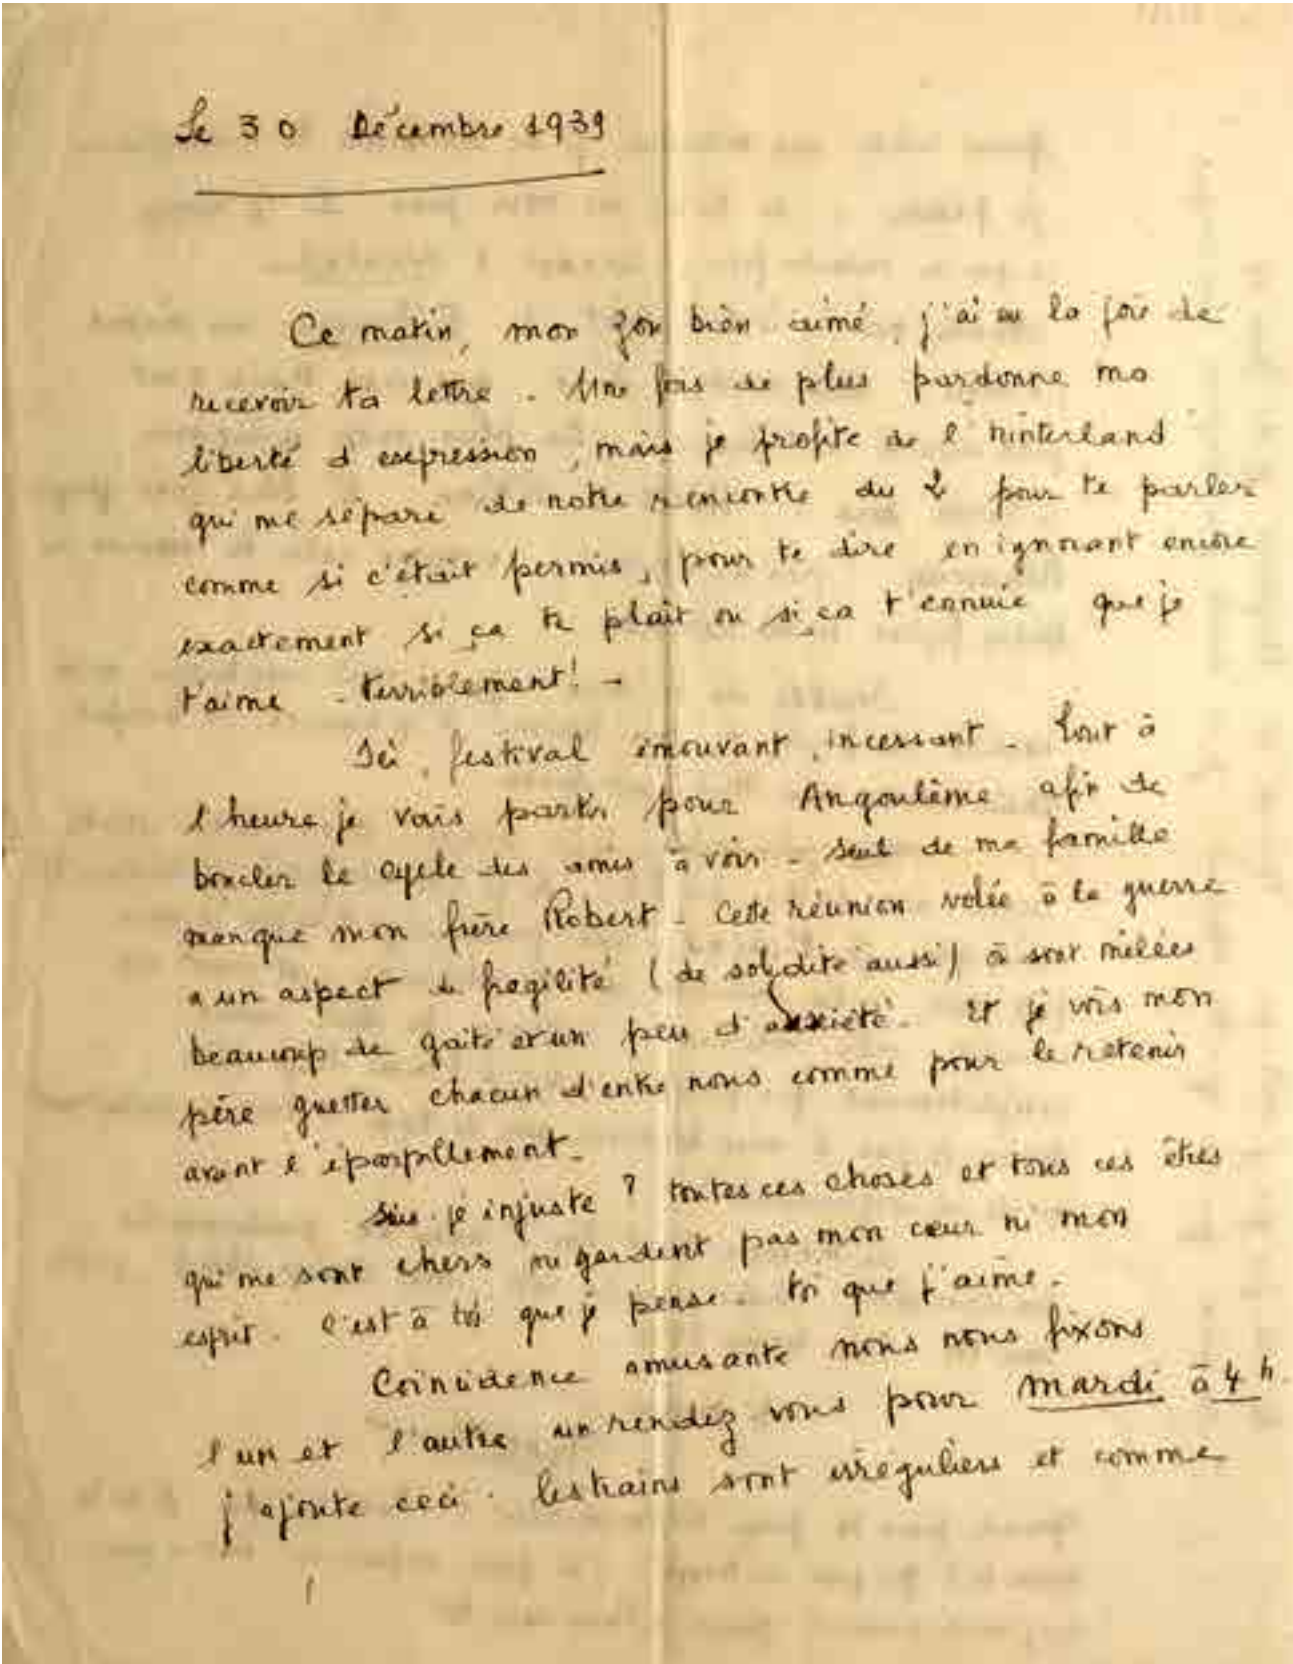 Le 30 Décembre 1939
Ce matin, mon Jon bien aimé, j'ai eu la joie de
recevoir ta lettre. Une fois de plus pardonne ma
liberté d'expression, mais je profite de l'hinterland
qui me sépare de notre rencontre du 2 pour te parler
comme si c'était permis, pour te dire en ignorant encore
exactement si ça te plaît ou si ça t'ennuie que je
t'aime - terriblement! -
Ici, festival émouvant, incessant. Tout à
l'heure je vais partir pour Angoulême afin de
boucler le cycle des amis à voir - Seul de ma famille
manque mon frère Robert - Cette réunion volée à la guerre
a un aspect de fragilité (de solidité aussi) où sont mêlées
beaucoup de gaîté et un peu d'anxiété. Et je vois mon
père guetter chacun d'entre nous comme pour le retenir
avant l'éparpillement.
Suis-je injuste ? toutes ces choses et tous ces êtres
qui me sont chers ne gardent pas mon cœur ni mon
esprit. C'est à toi que je pense. toi que j'aime.
Coïncidence amusante nous nous fixons
l'un et l'autre un rendez vous pour mardi à 4 h
j'ajoute ceci. Les trains sont irréguliers et comme